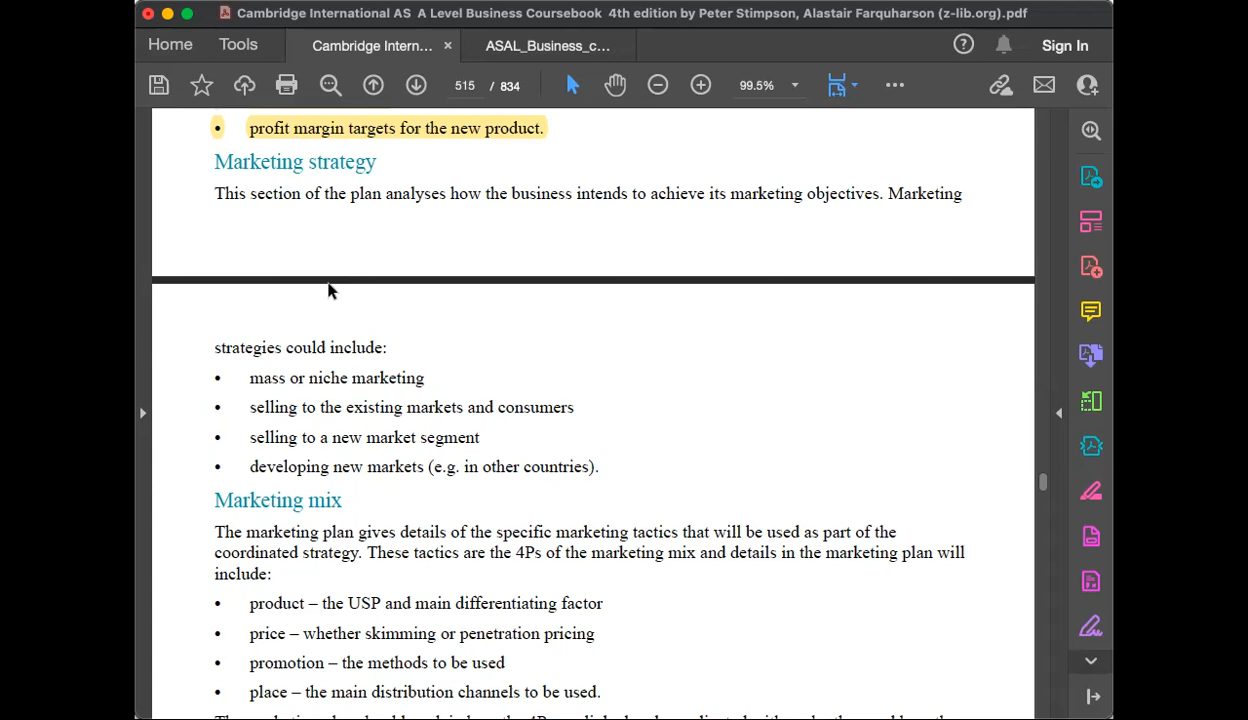 Cambridge International AS A Level Business Coursebook 4th edition by Peter Stimpson, Alastair Farquharson (z-lib.org).pdf
Home Tools Cambridge Intern... × ASAL_Business_c... Sign In
515 / 834 99.5%
• profit margin targets for the new product.
Marketing strategy
This section of the plan analyses how the business intends to achieve its marketing objectives. Marketing
strategies could include:
• mass or niche marketing
• selling to the existing markets and consumers
• selling to a new market segment
• developing new markets (e.g. in other countries).
Marketing mix
The marketing plan gives details of the specific marketing tactics that will be used as part of the
coordinated strategy. These tactics are the 4Ps of the marketing mix and details in the marketing plan will
include:
• product – the USP and main differentiating factor
• price – whether skimming or penetration pricing
• promotion – the methods to be used
• place – the main distribution channels to be used.